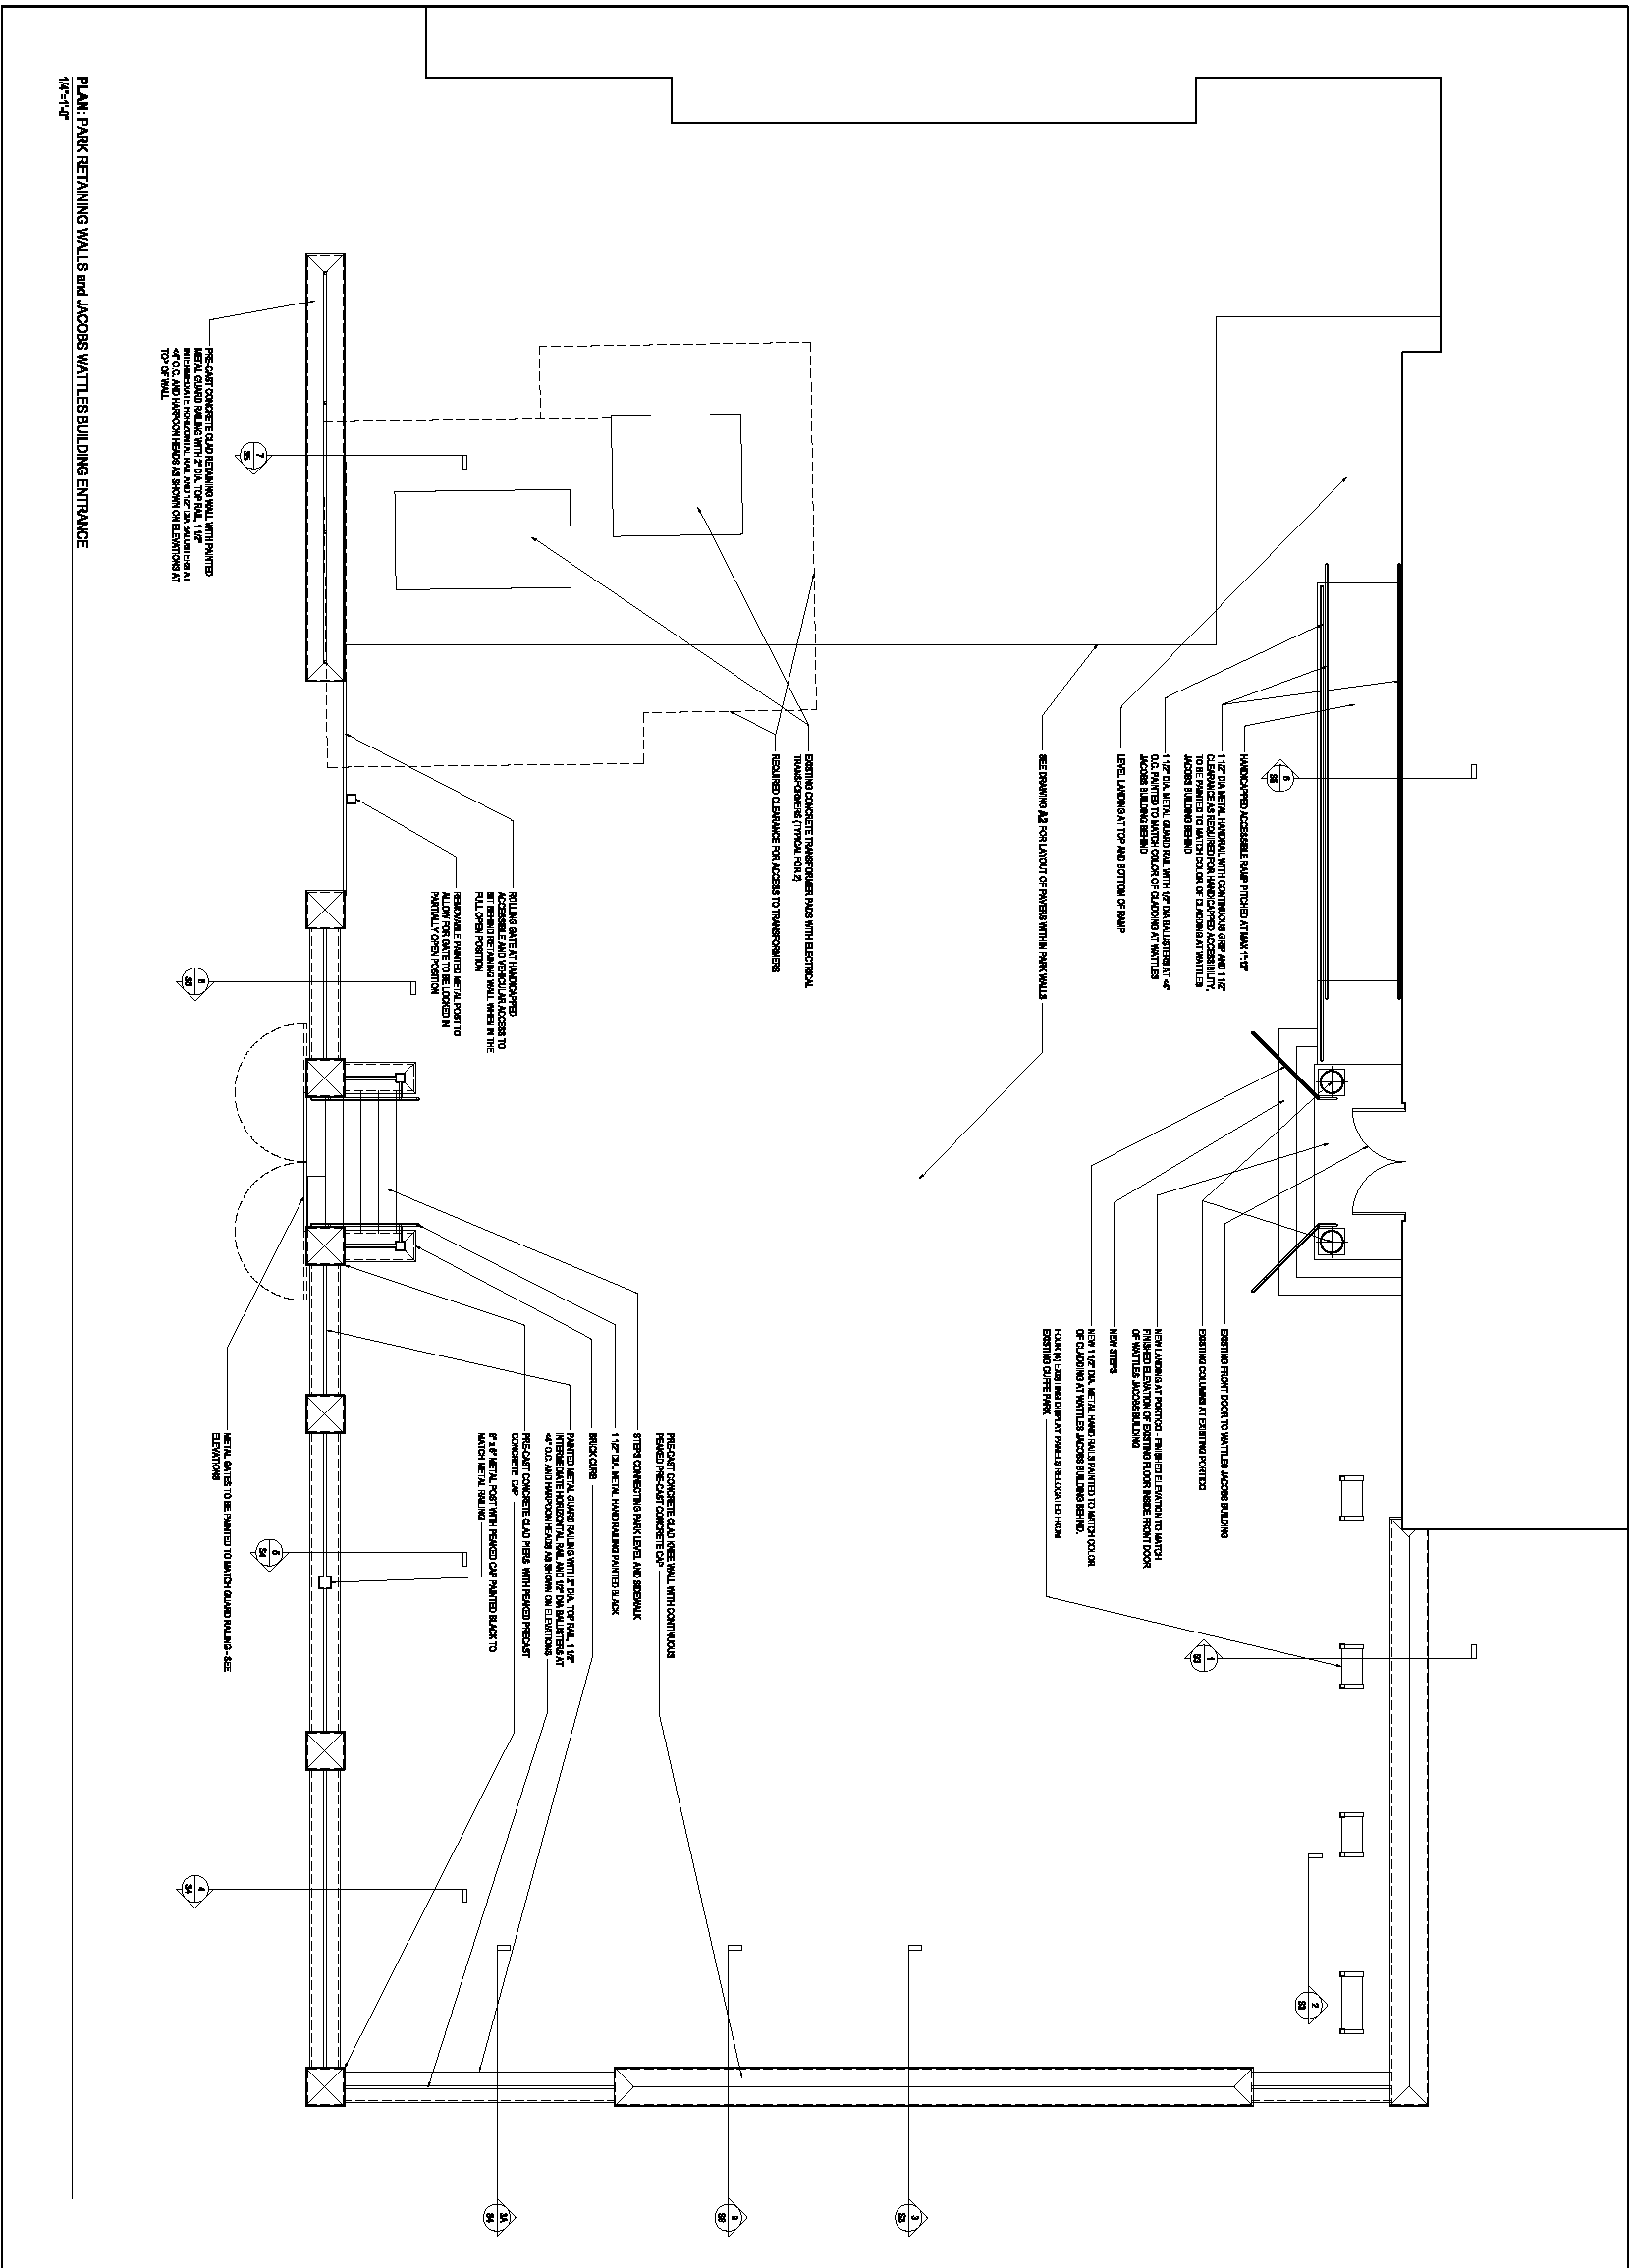 HANDICAPPED ACCESSIBLE RAMP PITCHED AT MAX 1":12"
1 1/2" DIA METAL HANDRAIL WITH CONTINUOUS GRIP AND 1 1/2"
CLEARANCE AS REQUIRED FOR HANDICAPPED ACCESSIBILITY,
TO BE PAINTED TO MATCH COLOR OF CLADDING AT WATTLES
JACOBS BUILDING BEHIND
1 1/2" DIA. METAL GUARD RAIL WITH 1/2" DIA BALUSTERS AT <4"
O.C. PAINTED TO MATCH COLOR OF CLADDING AT WATTLES
JACOBS BUILDING BEHIND
LEVEL LANDING AT TOP AND BOTTOM OF RAMP
SEE DRAWING A2 FOR LAYOUT OF PAVERS WITHIN PARK WALLS
EXISTING CONCRETE TRANSFORMER PADS WITH ELECTRICAL
TRANSFORMERS (TYPICAL FOR 2)
REQUIRED CLEARANCE FOR ACCESS TO TRANSFORMERS
ROLLING GATE AT HANDICAPPED
ACCESSIBLE AND VEHICULAR ACCESS TO
SIT BEHIND RETAINING WALL WHEN IN THE
FULL OPEN POSITION
REMOVABLE PAINTED METAL POST TO
ALLOW FOR GATE TO BE LOCKED IN
PARTIALLY OPEN POSITION
PRE-CAST CONCRETE CLAD RETAINING WALL WITH PAINTED
METAL GUARD RAILING WITH 2" DIA. TOP RAIL, 1 1/2"
INTERMEDIATE HORIZONTAL RAIL AND 1/2" DIA BALUSTERS AT
<4" O.C. AND HARPOON HEADS AS SHOWN ON ELEVATIONS AT
TOP OF WALL
EXISTING FRONT DOOR TO WATTLES JACOBS BUILDING
EXISTING COLUMNS AT EXISTING PORTICO
NEW LANDING AT PORTICO - FINISHED ELEVATION TO MATCH
FINISHED ELEVATION OF EXISTING FLOOR INSIDE FRONT DOOR
OF WATTLES JACOBS BUILDING
NEW STEPS
NEW 1 1/2" DIA. METAL HAND RAILS PAINTED TO MATCH COLOR
OF CLADDING AT WATTLES JACOBS BUILDING BEHIND.
FOUR (4) EXISTING DISPLAY PANELS RELOCATED FROM
EXISTING CUFFE PARK
PRE-CAST CONCRETE CLAD KNEE WALL WITH CONTINUOUS
PEAKED PRE-CAST CONCRETE CAP
STEPS CONNECTING PARK LEVEL AND SIDEWALK
1 1/2" DIA. METAL HAND RAILING PAINTED BLACK
BRICK CURB
PAINTED METAL GUARD RAILING WITH 2" DIA. TOP RAIL, 1 1/2"
INTERMEDIATE HORIZONTAL RAIL AND 1/2" DIA BALUSTERS AT
<4" O.C. AND HARPOON HEADS AS SHOWN ON ELEVATIONS
PRE-CAST CONCRETE CLAD PIERS WITH PEAKED PRECAST
CONCRETE CAP
6" x 6" METAL POST WITH PEAKED CAP PAINTED BLACK TO
MATCH METAL RAILING
METAL GATES TO BE PAINTED TO MATCH GUARD RAILING - SEE
ELEVATIONS
7
S5
1
S3
2
S3
3
S3
3A
S4
4
S4
5
S4
PLAN: PARK RETAINING WALLS and JACOBS WATTLES BUILDING ENTRANCE
1/4"=1'-0"